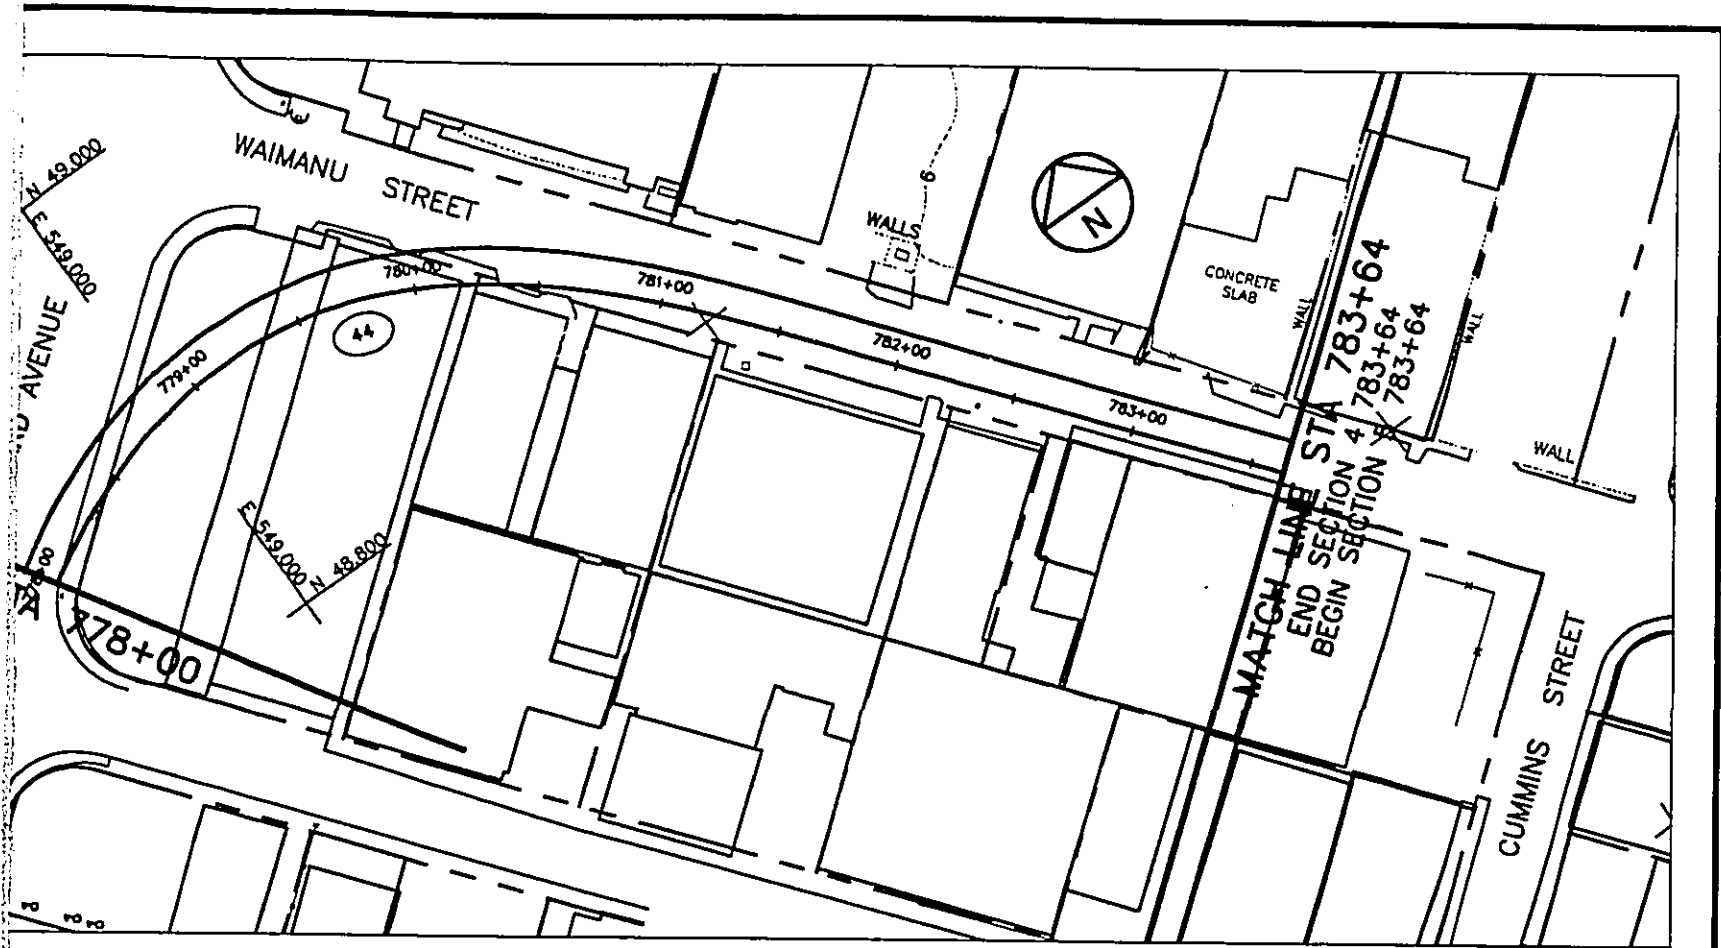 WAIMANU STREET
N 49,000
E 549,000
AVENUE
779+00
780+00
44
781+00
782+00
783+00
WALLS
6
N
CONCRETE
SLAB
WALL
WALL
WALL
MATCH LINE STA 783+64
END SECTION 4 783+64
BEGIN SECTION 5 783+64
E 549,000
N 48,800
778+00
CUMMINS STREET